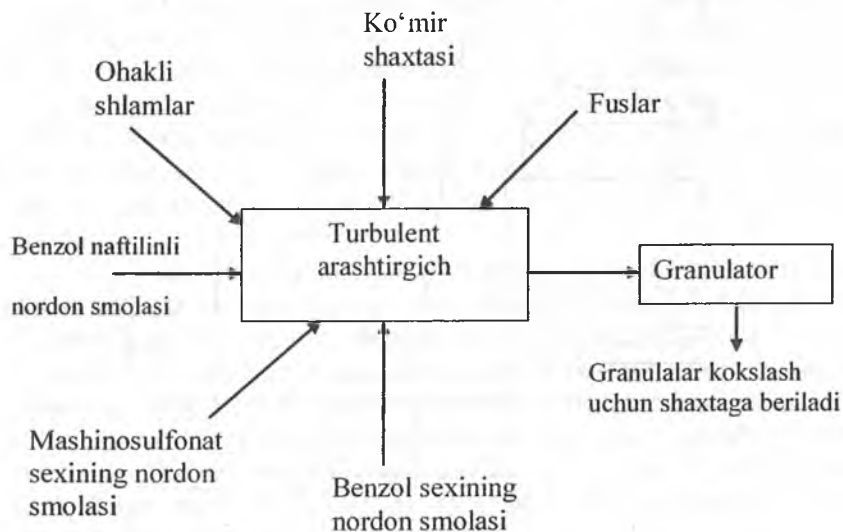 Ko‘mir
shaxtasi
Ohakli
shlamlar
Fuslar
Turbulent
arashtirgich
Benzol naftilinli
nordon smolasi
Granulator
Granulalar kokslash
uchun shaxtaga beriladi
Mashinosulfonat
sexining nordon
smolasi
Benzol sexining
nordon smolasi